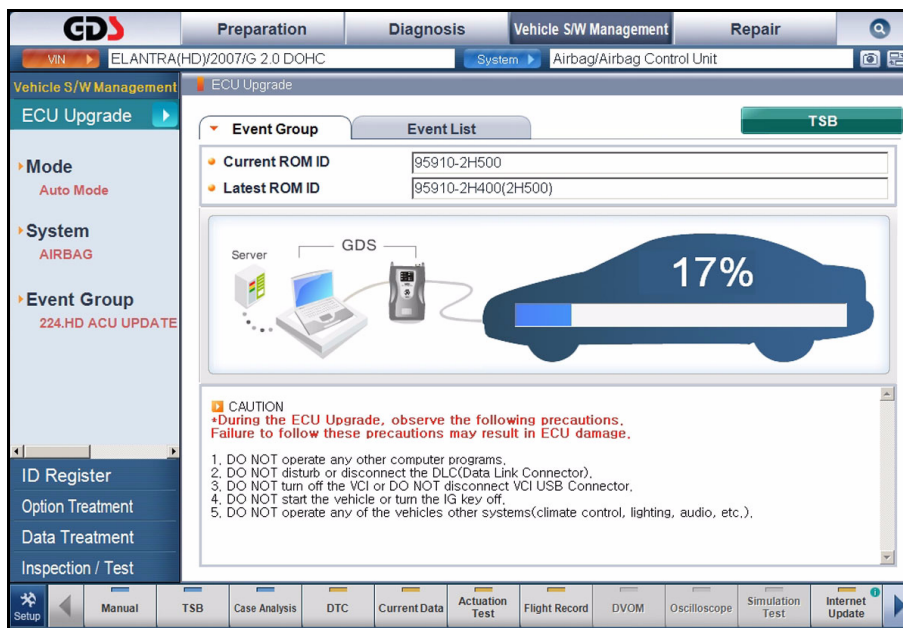 GDS
Preparation
Diagnosis
Vehicle S/W Management
Repair
VIN
ELANTRA(HD)/2007/G 2.0 DOHC
System
Airbag/Airbag Control Unit
Vehicle S/W Management
ECU Upgrade
ECU Upgrade
Event Group
Event List
TSB
Current ROM ID
95910-2H500
Latest ROM ID
95910-2H400(2H500)
Mode
Auto Mode
System
AIRBAG
Event Group
224.HD ACU UPDATE
Server
GDS
17%
CAUTION
*During the ECU Upgrade, observe the following precautions.
Failure to follow these precautions may result in ECU damage.
1. DO NOT operate any other computer programs.
2. DO NOT disturb or disconnect the DLC(Data Link Connector).
3. DO NOT turn off the VCI or DO NOT disconnect VCI USB Connector.
4. DO NOT start the vehicle or turn the IG key off.
5. DO NOT operate any of the vehicles other systems(climate control, lighting, audio, etc.).
ID Register
Option Treatment
Data Treatment
Inspection / Test
Setup
Manual
TSB
Case Analysis
DTC
Current Data
Actuation
Test
Flight Record
DVOM
Oscilloscope
Simulation
Test
Internet
Update